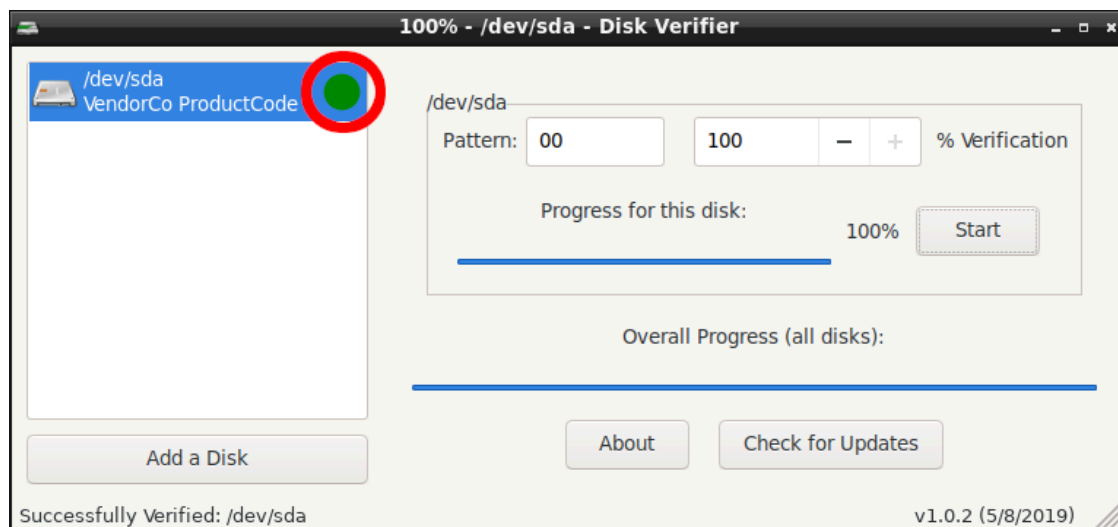 100% - /dev/sda - Disk Verifier
/dev/sda
VendorCo ProductCode
/dev/sda
Pattern: 00 100 − + % Verification
Progress for this disk:
100% Start
Overall Progress (all disks):
About Check for Updates
Add a Disk
Successfully Verified: /dev/sda v1.0.2 (5/8/2019)